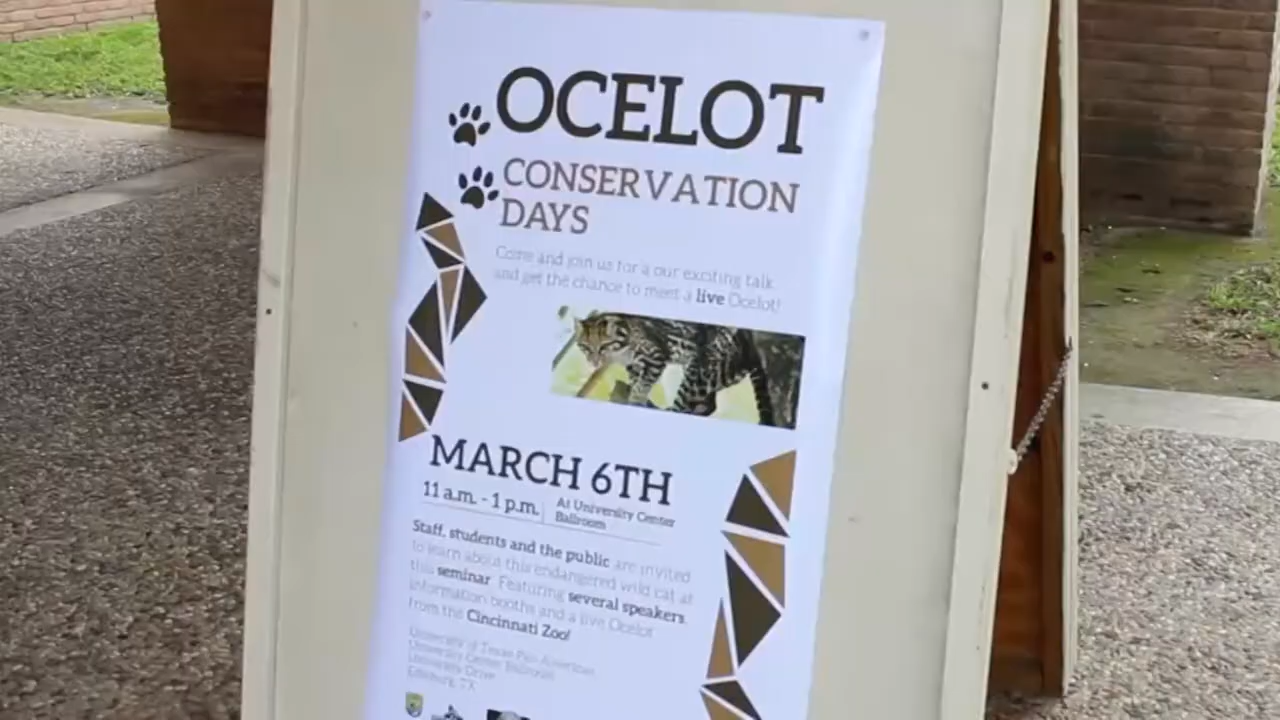 OCELOT
CONSERVATION
DAYS
Come and join us for a our exciting talk
and get the chance to meet a live Ocelot!
MARCH 6TH
11 a.m. - 1 p.m.
At University Center
Ballroom
Staff, students and the public are invited
to learn about this endangered wild cat at
this seminar. Featuring several speakers,
information booths and a live Ocelot
from the Cincinnati Zoo!
University of Texas-Pan American
University Center Ballroom
University Drive
Edinburg, TX